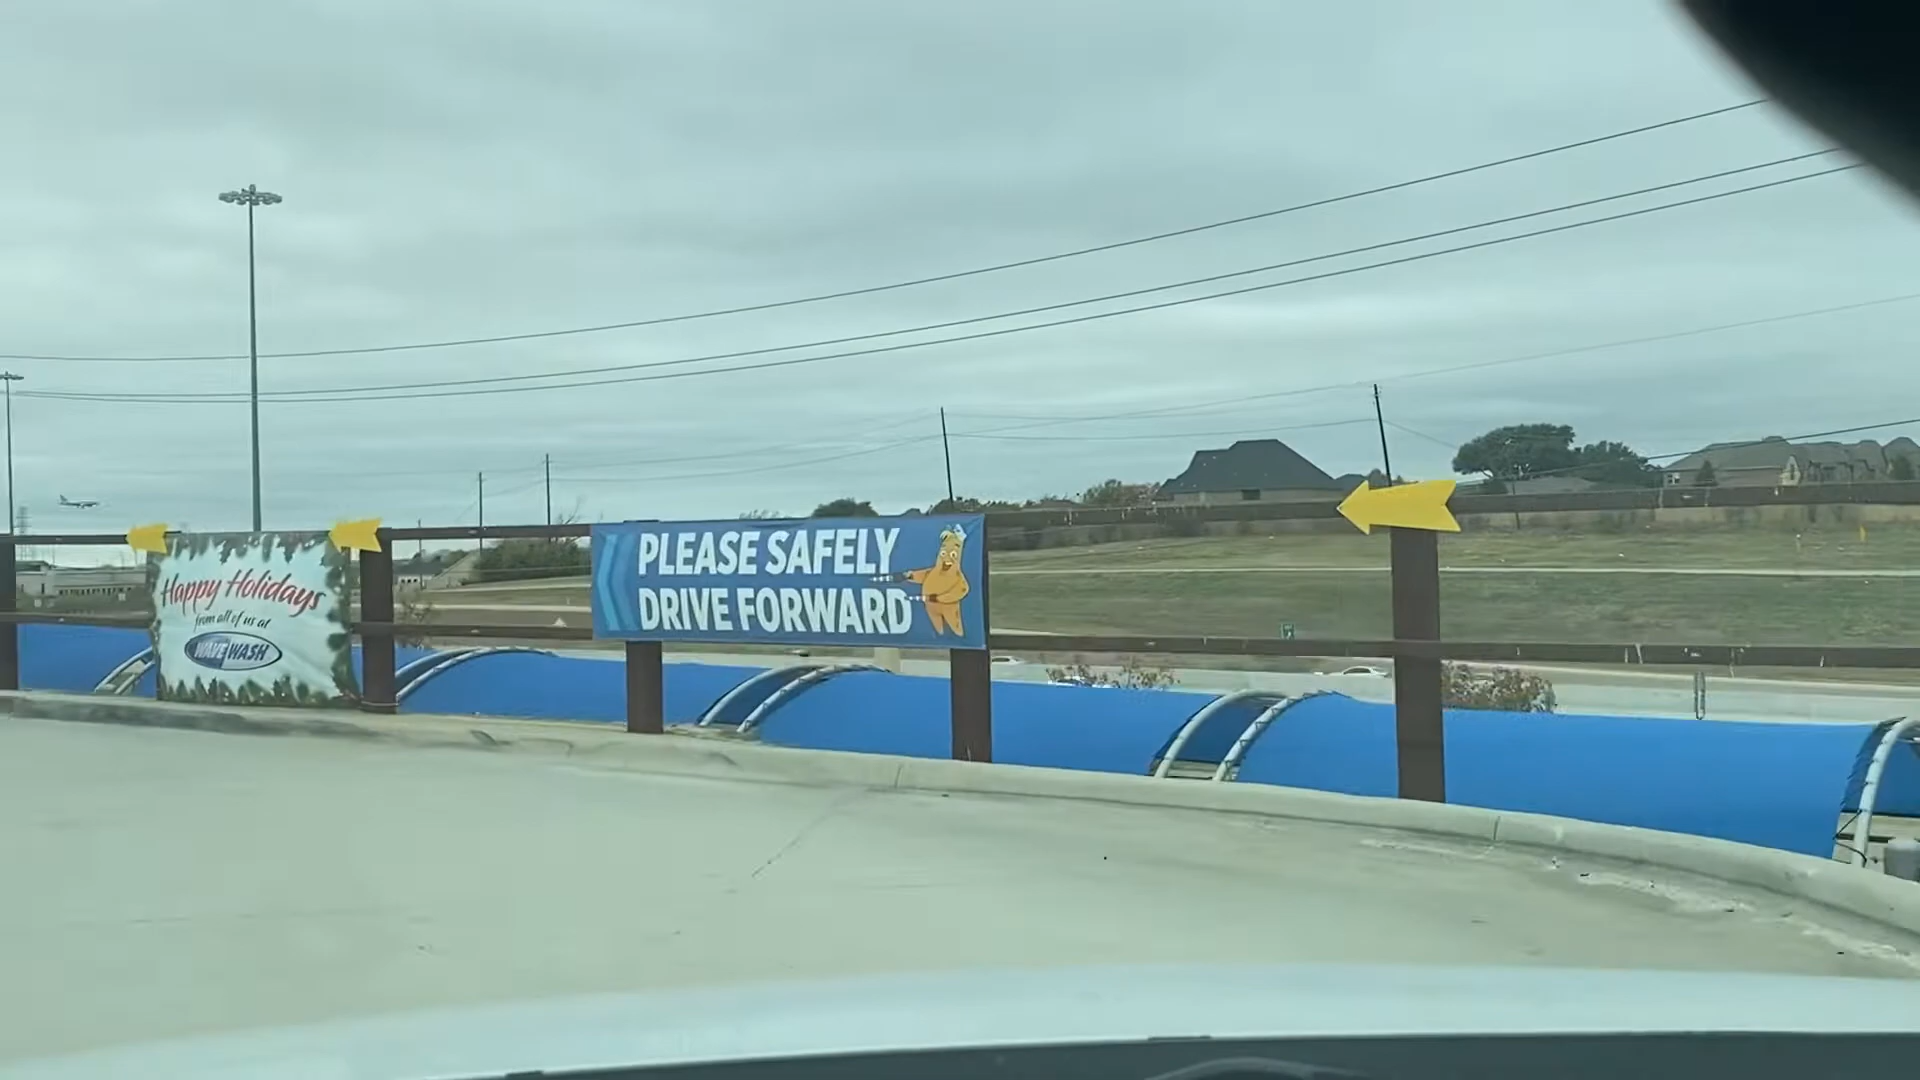 Happy Holidays
from all of us at
WAVE WASH
PLEASE SAFELY
DRIVE FORWARD